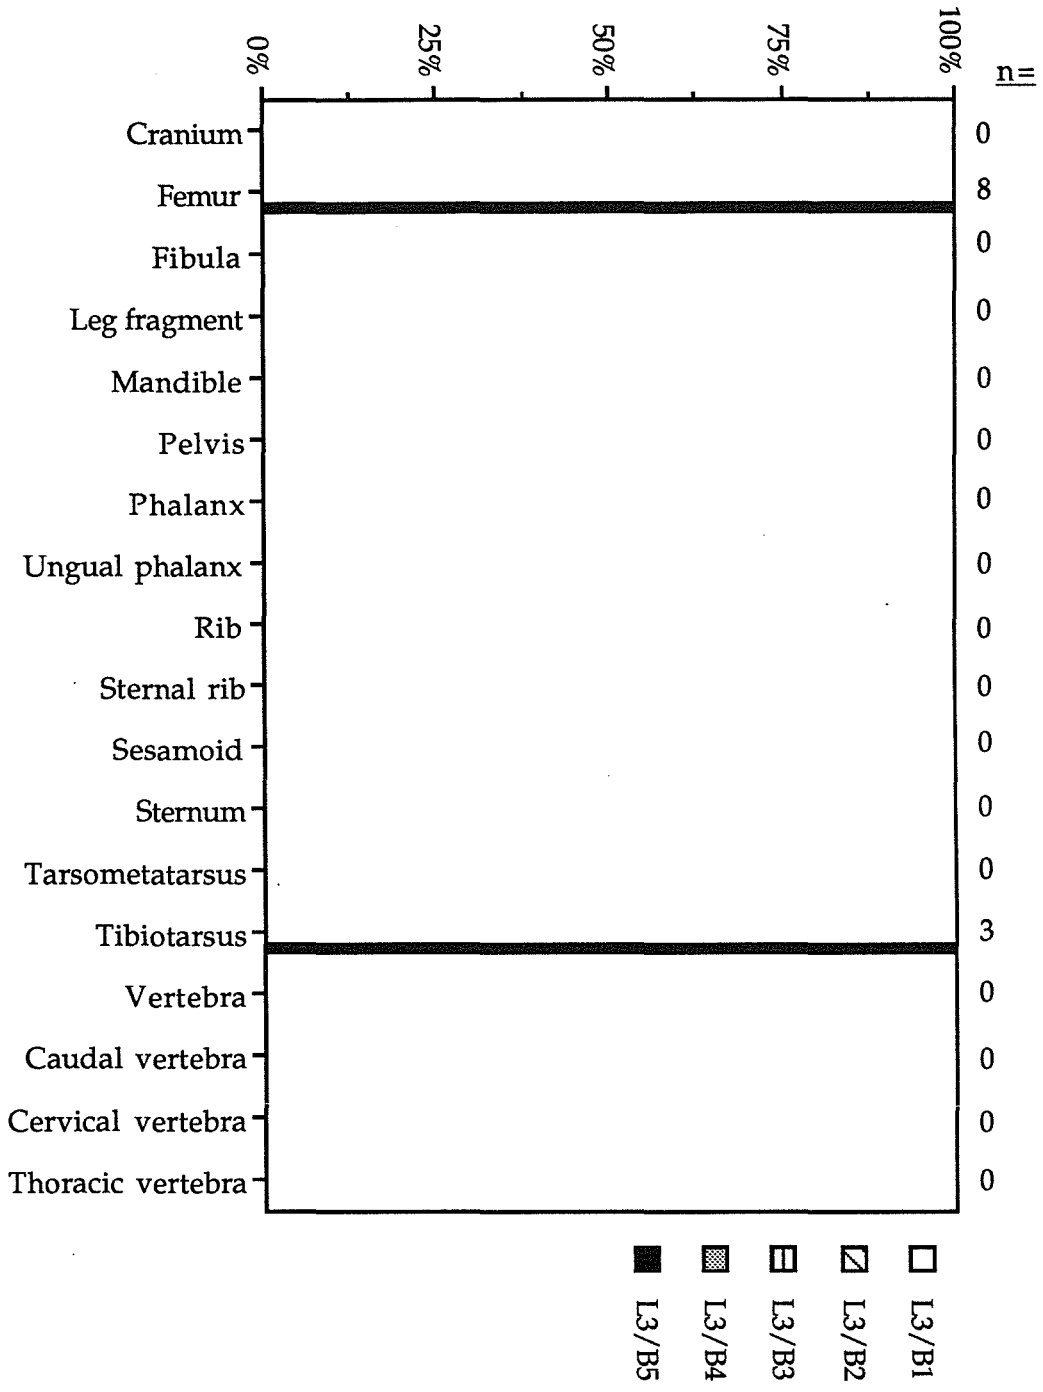 0% 25% 50% 75% 100% n=
Cranium 0
Femur 8
Fibula 0
Leg fragment 0
Mandible 0
Pelvis 0
Phalanx 0
Ungual phalanx 0
Rib 0
Sternal rib 0
Sesamoid 0
Sternum 0
Tarsometatarsus 0
Tibiotarsus 3
Vertebra 0
Caudal vertebra 0
Cervical vertebra 0
Thoracic vertebra 0
L3/B1
L3/B2
L3/B3
L3/B4
L3/B5